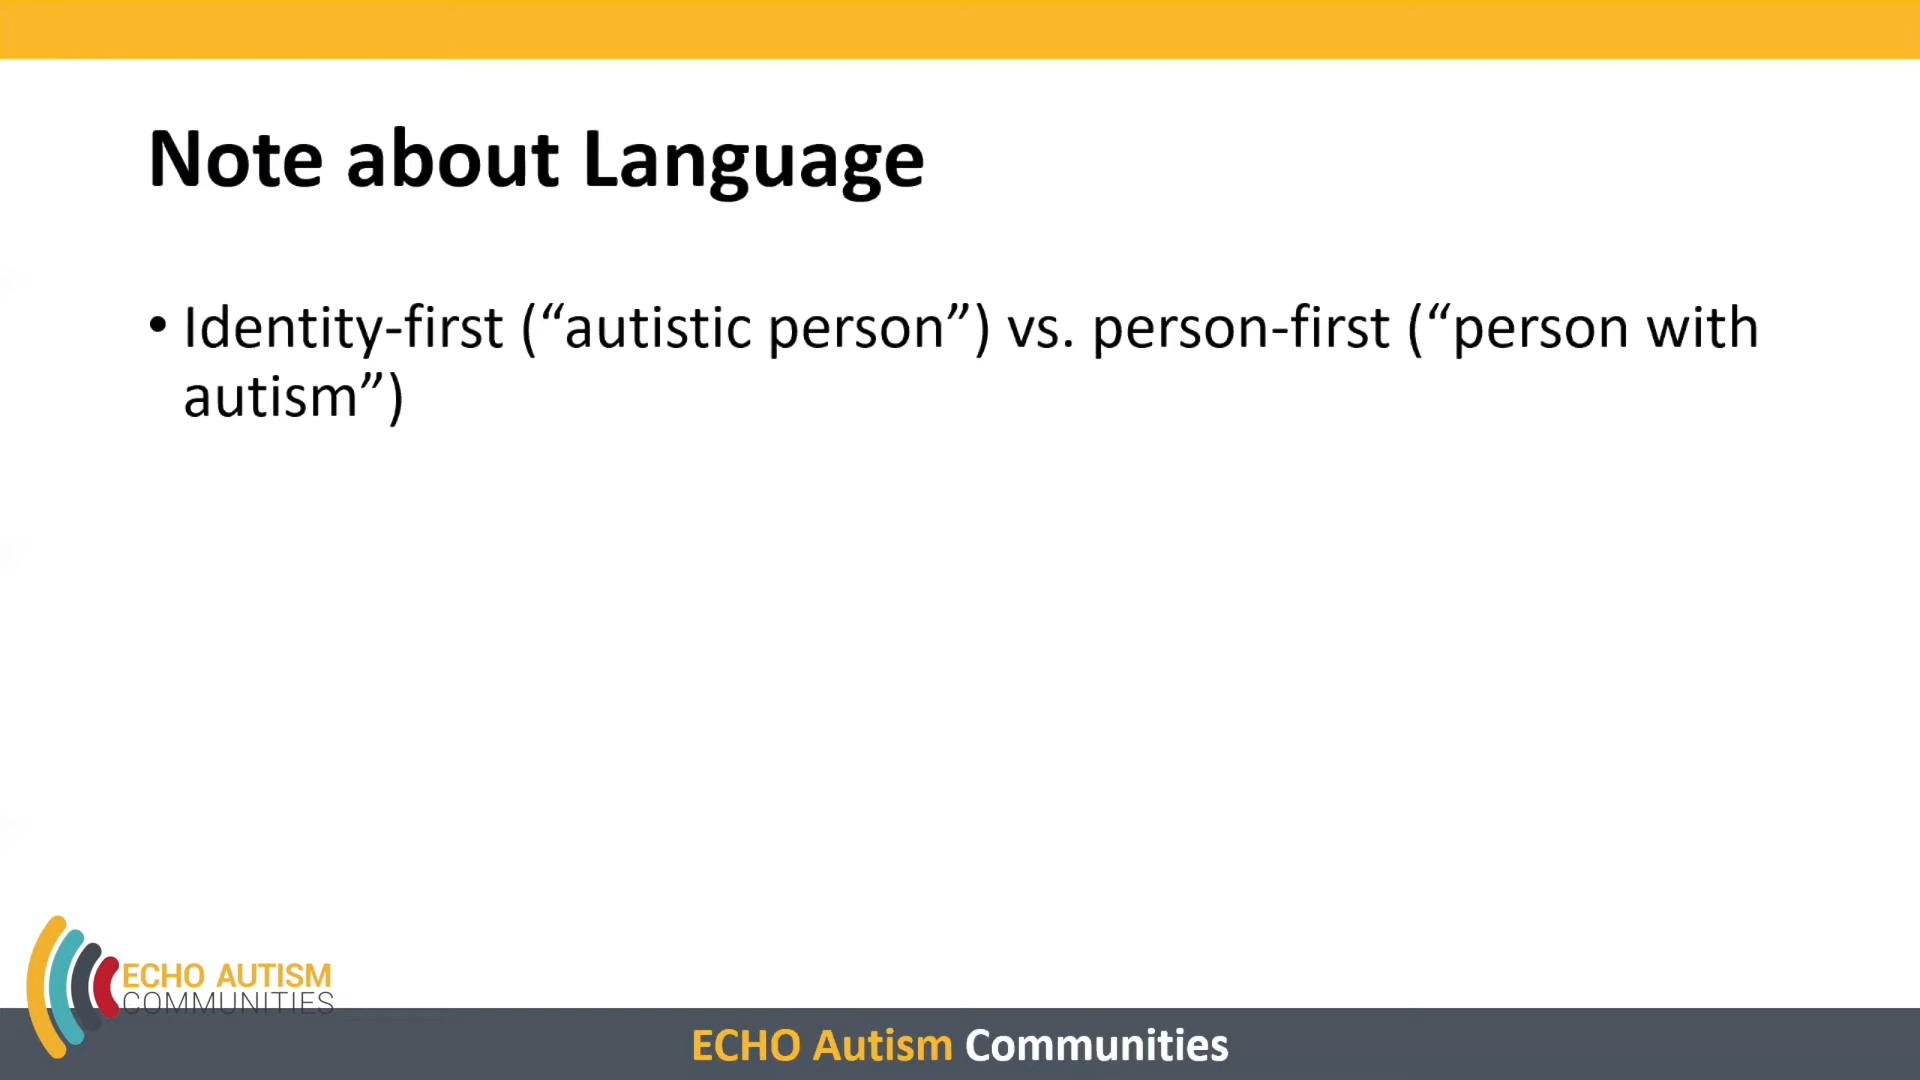 Note about Language
• Identity-first (“autistic person”) vs. person-first (“person with
autism”)
ECHO AUTISM
COMMUNITIES
ECHO Autism Communities